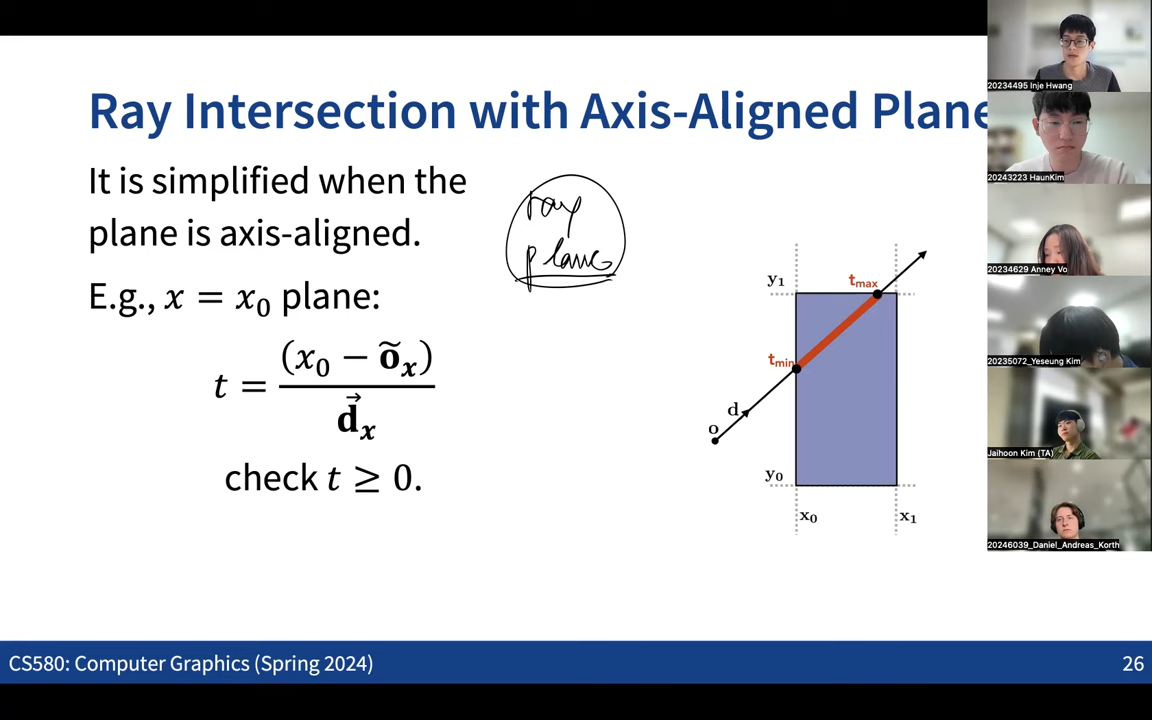 Ray Intersection with Axis-Aligned Plane
It is simplified when the
plane is axis-aligned.
E.g., x = x₀ plane:
t = (x₀ − õₓ) / d⃗ₓ
check t ≥ 0.
ray
plane
y₁
tmax
tmin
d
o
y₀
x₀
x₁
20234495 Inje Hwang
20243223 HaunKim
20234629 Anney Vo
20235072_Yeseung Kim
Jaihoon Kim (TA)
20246039_Daniel_Andreas_Korth
CS580: Computer Graphics (Spring 2024)
26